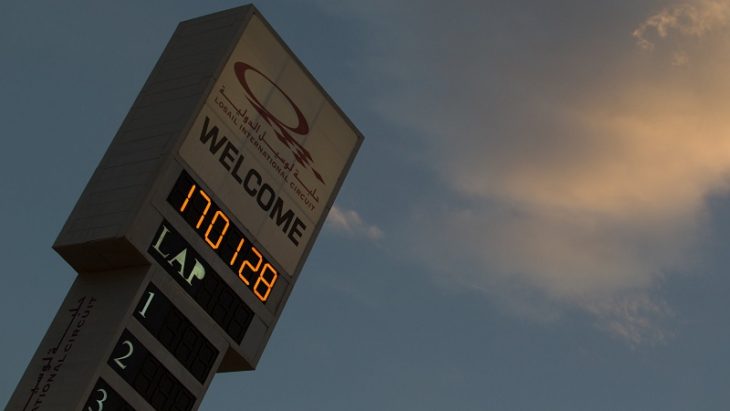 حلبة لوسيل الدولية
LOSAIL INTERNATIONAL CIRCUIT
WELCOME
170128
LAP
1
2
3